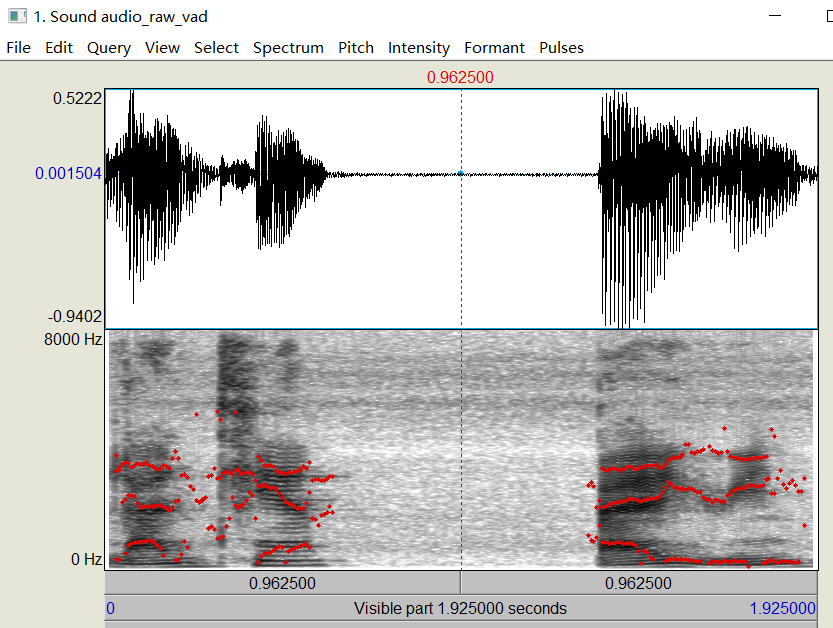 1. Sound audio_raw_vad
File Edit Query View Select Spectrum Pitch Intensity Formant Pulses
0.962500
0.5222
0.001504
-0.9402
8000 Hz
0 Hz
0.962500 0.962500
0 Visible part 1.925000 seconds 1.925000